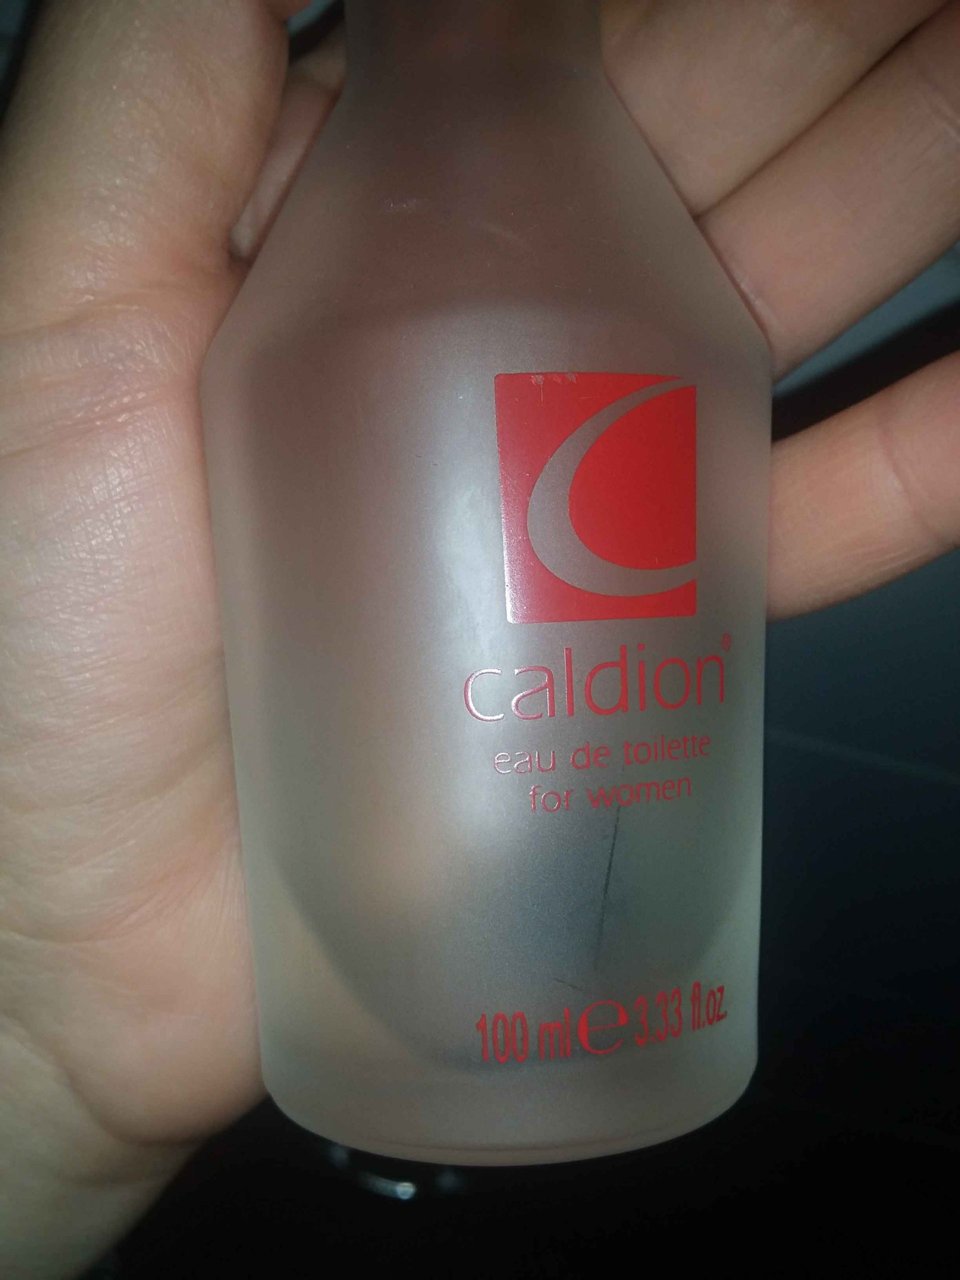 caldion®
eau de toilette
for women
100 ml e 3.33 fl.oz.